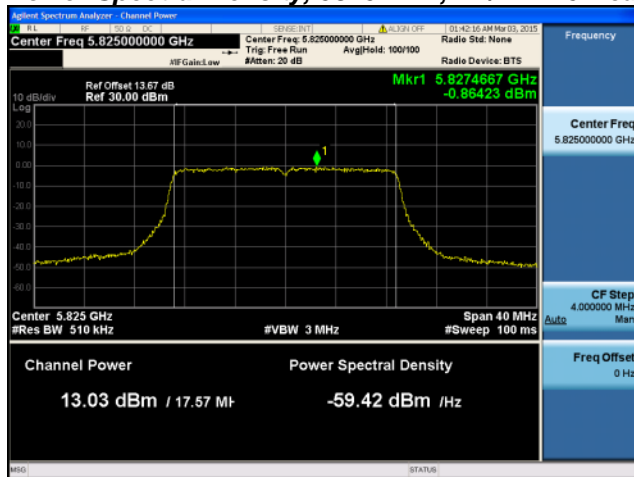 Agilent Spectrum Analyzer - Channel Power
RL RF 50 Ω DC SENSE:INT ALIGN OFF 01:42:16 AM Mar 03, 2015
Center Freq 5.825000000 GHz
Center Freq: 5.825000000 GHz
Radio Std: None
Trig: Free Run Avg|Hold: 100/100
#IFGain:Low #Atten: 20 dB Radio Device: BTS
Frequency
Ref Offset 13.67 dB
10 dB/div Ref 30.00 dBm
Mkr1 5.8274667 GHz
-0.86423 dBm
Log
20.0
10.0
0.00
-10.0
-20.0
-30.0
-40.0
-50.0
-60.0
1
Center 5.825 GHz Span 40 MHz
#Res BW 510 kHz #VBW 3 MHz #Sweep 100 ms
Center Freq
5.825000000 GHz
CF Step
4.000000 MHz
Auto Man
Freq Offset
0 Hz
Channel Power Power Spectral Density
13.03 dBm / 17.57 MH -59.42 dBm /Hz
MSG STATUS